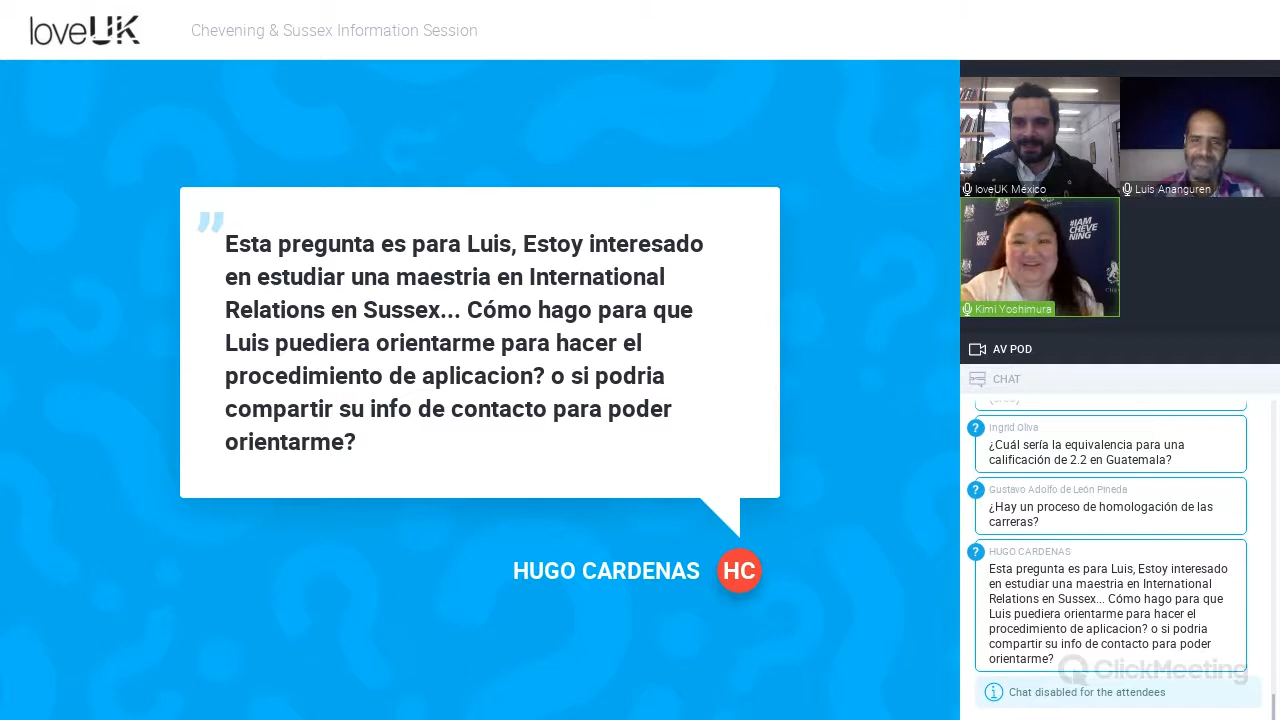 loveUK
Chevening & Sussex Information Session
Esta pregunta es para Luis, Estoy interesado
en estudiar una maestria en International
Relations en Sussex... Cómo hago para que
Luis puediera orientarme para hacer el
procedimiento de aplicacion? o si podria
compartir su info de contacto para poder
orientarme?
HUGO CARDENAS
HC
loveUK México
Luis Ananguren
#IAM
CHEVE
NING
#IAM
CHEVE
NING
Kimi Yoshimura
AV POD
CHAT
Ingrid Oliva
¿Cuál sería la equivalencia para una
calificación de 2.2 en Guatemala?
Gustavo Adolfo de León Pineda
¿Hay un proceso de homologación de las
carreras?
HUGO CARDENAS
Esta pregunta es para Luis, Estoy interesado
en estudiar una maestria en International
Relations en Sussex... Cómo hago para que
Luis puediera orientarme para hacer el
procedimiento de aplicacion? o si podria
compartir su info de contacto para poder
orientarme?
ClickMeeting
Chat disabled for the attendees